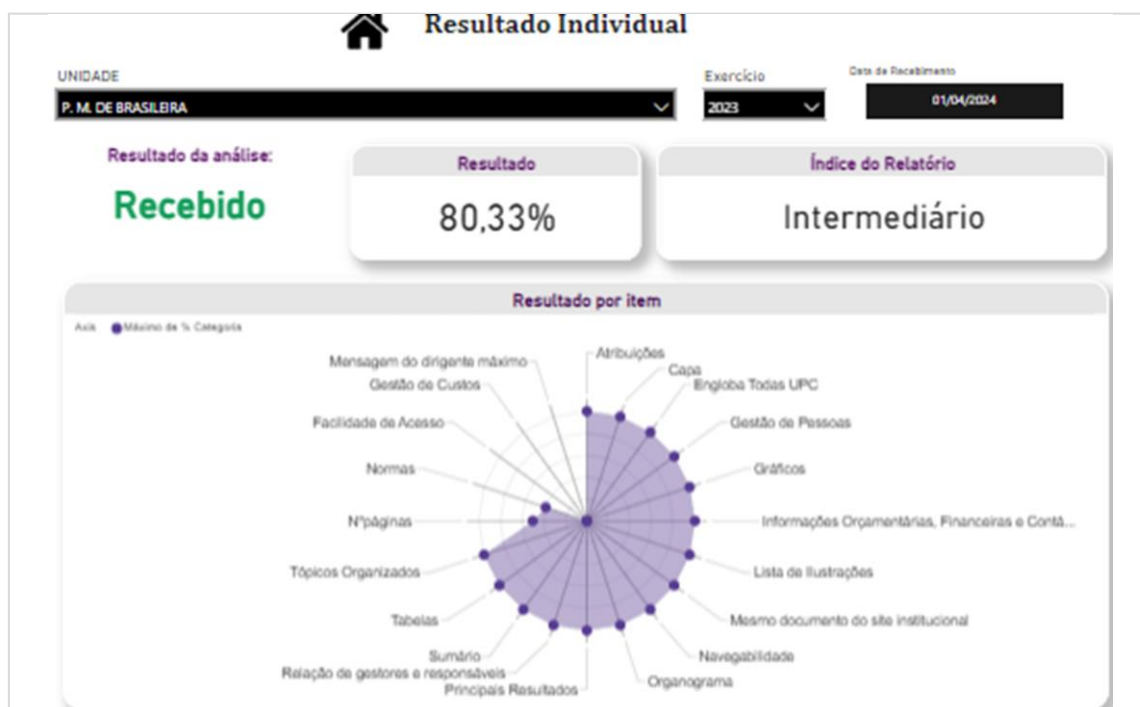 Resultado Individual
UNIDADE
Exercício
Data de Recebimento
P. M. DE BRASILEIRA
2023
01/04/2024
Resultado da análise:
Recebido
Resultado
80,33%
Índice do Relatório
Intermediário
Resultado por item
Axis
Máximo de % Categoria
Atribuições
Capa
Engloba Todas UPC
Gestão de Pessoas
Gráficos
Informações Orçamentárias, Financeiras e Contá...
Lista de Ilustrações
Mesmo documento do site institucional
Navegabilidade
Organograma
Principais Resultados
Relação de gestores e responsáveis
Sumário
Tabelas
Tópicos Organizados
Nºpáginas
Normas
Facilidade de Acesso
Gestão de Custos
Mensagem do dirigente máximo